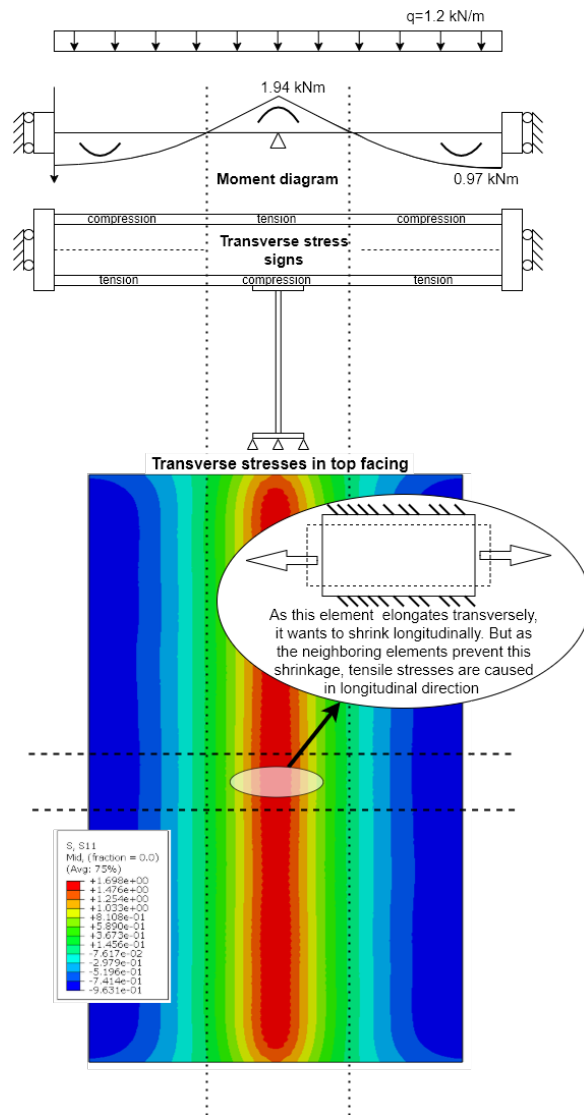 q=1.2 kN/m
1.94 kNm
Moment diagram
0.97 kNm
compression
tension
compression
Transverse stress
signs
tension
compression
tension
Transverse stresses in top facing
As this element elongates transversely,
it wants to shrink longitudinally. But as
the neighboring elements prevent this
shrinkage, tensile stresses are caused
in longitudinal direction
S, S11
Mid, (fraction = 0.0)
(Avg: 75%)
+1.698e+00
+1.476e+00
+1.254e+00
+1.033e+00
+8.108e-01
+5.890e-01
+3.673e-01
+1.456e-01
-7.617e-02
-2.979e-01
-5.196e-01
-7.414e-01
-9.631e-01